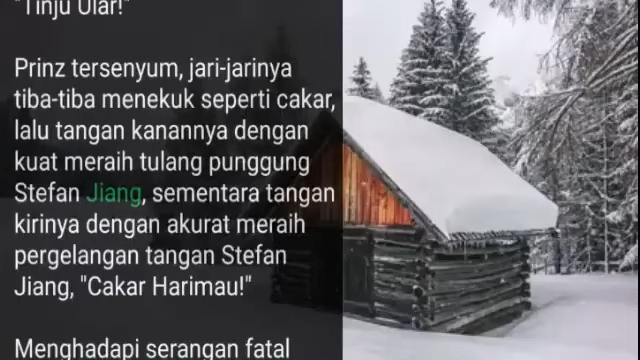 "Tinju Ular!"
Prinz tersenyum, jari-jarinya
tiba-tiba menekuk seperti cakar,
lalu tangan kanannya dengan
kuat meraih tulang punggung
Stefan Jiang, sementara tangan
kirinya dengan akurat meraih
pergelangan tangan Stefan
Jiang, "Cakar Harimau!"
Menghadapi serangan fatal